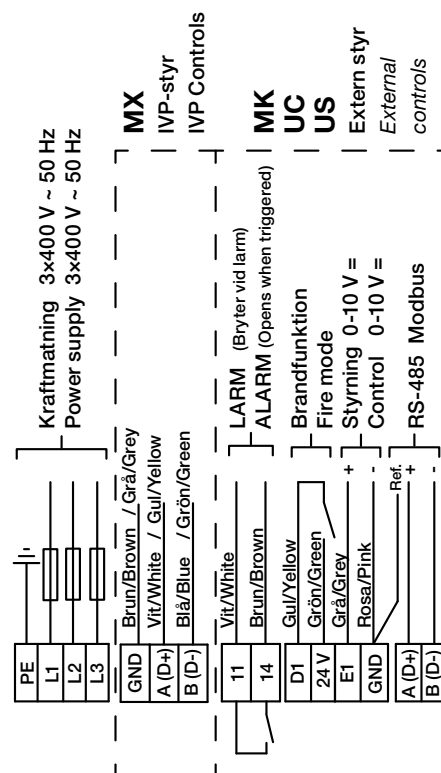 Kraftmatning 3×400 V ~ 50 Hz
Power supply 3×400 V ~ 50 Hz
PE
L1
L2
L3
MX
IVP-styr
IVP Controls
GND
Brun/Brown / Grå/Grey
A (D+)
Vit/White / Gul/Yellow
B (D-)
Blå/Blue / Grön/Green
MK
UC
US
Extern styr
External
controls
11
Vit/White
14
Brun/Brown
LARM (Bryter vid larm)
ALARM (Opens when triggered)
D1
Gul/Yellow
24 V
Grön/Green
Brandfunktion
Fire mode
E1
Grå/Grey
+
GND
Rosa/Pink
-
Styrning 0-10 V =
Control 0-10 V =
Ref.
A (D+)
+
B (D-)
-
RS-485 Modbus